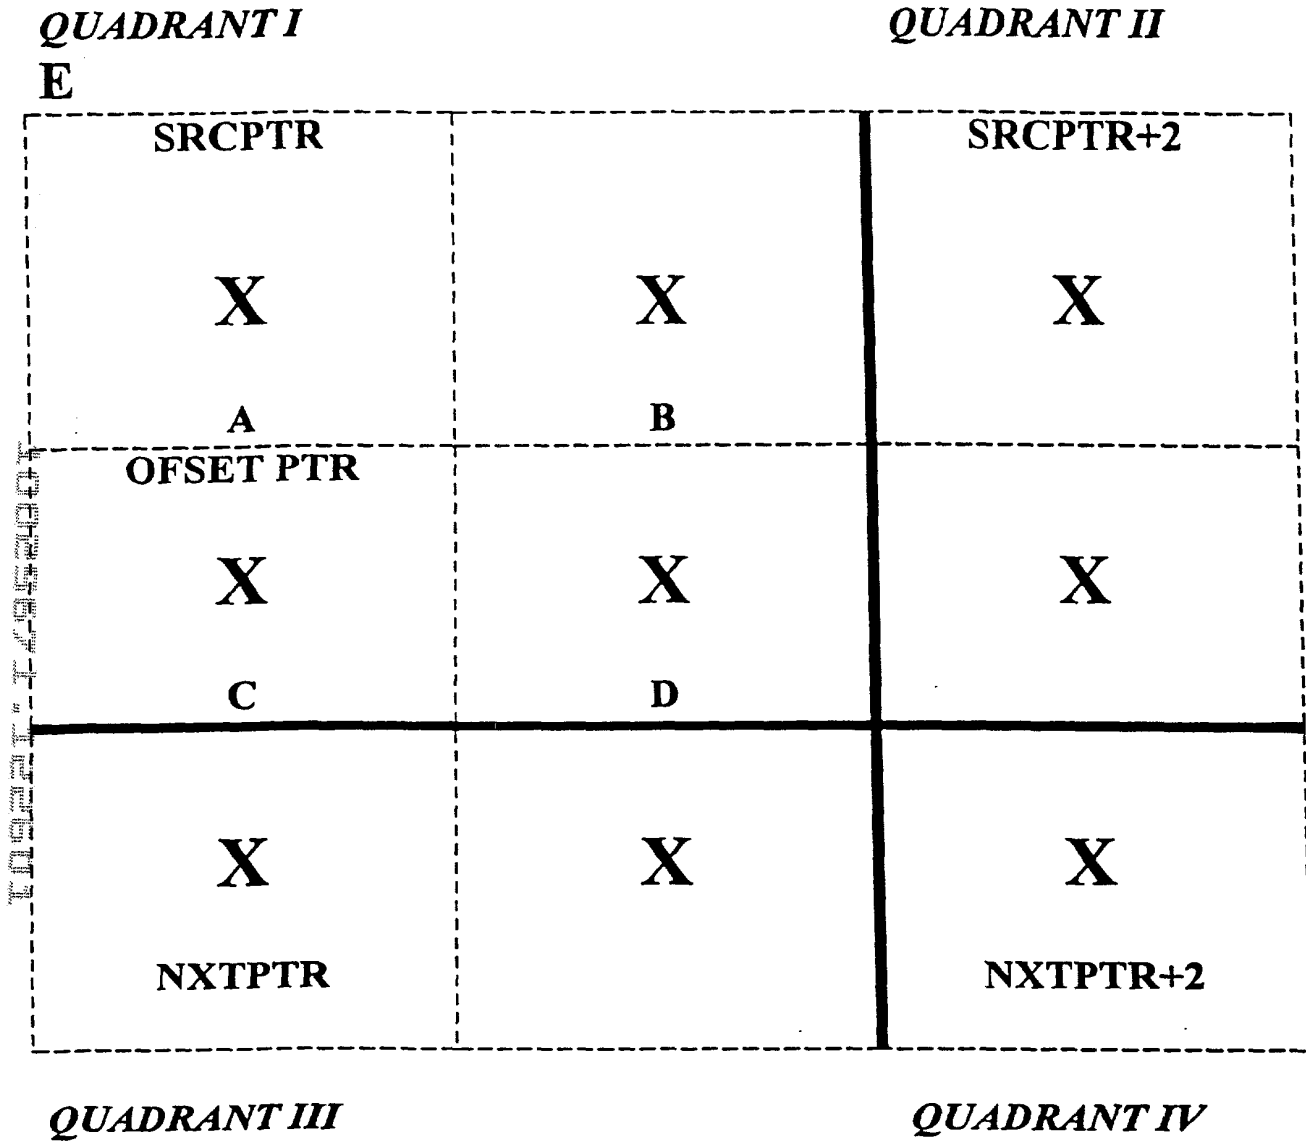 QUADRANT I QUADRANT II
E
SRCPTR SRCPTR+2
X X X
A B
OFSET PTR
X X X
C D
X X X
NXTPTR NXTPTR+2
QUADRANT III QUADRANT IV